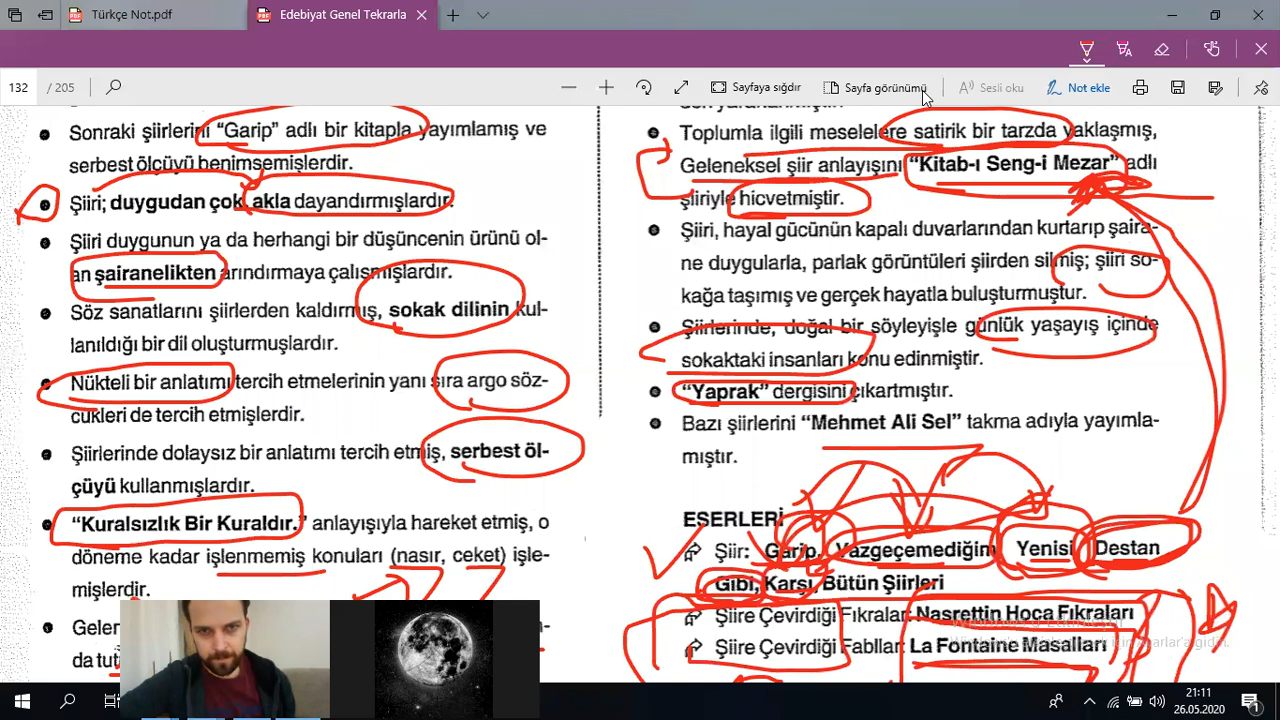 Türkçe Not.pdf
Edebiyat Genel Tekrarla
132 / 205
Sayfaya sığdır
Sayfa görünümü
Sesli oku
Not ekle
Sonraki şiirlerini "Garip" adlı bir kitapla yayımlamış ve
serbest ölçüyü benimsemişlerdir.
Şiiri; duygudan çok akla dayandırmışlardır.
Şiiri duygunun ya da herhangi bir düşüncenin ürünü ol-
an şairanelikten arındırmaya çalışmışlardır.
Söz sanatlarını şiirlerden kaldırmış, sokak dilinin kul-
lanıldığı bir dil oluşturmuşlardır.
Nükteli bir anlatımı tercih etmelerinin yanı sıra argo söz-
cükleri de tercih etmişlerdir.
Şiirlerinde dolaysız bir anlatımı tercih etmiş, serbest öl-
çüyü kullanmışlardır.
"Kuralsızlık Bir Kuraldır." anlayışıyla hareket etmiş, o
döneme kadar işlenmemiş konuları (nasır, ceket) işle-
mişlerdir.
Gelen
da tut
Toplumla ilgili meselelere satirik bir tarzda yaklaşmış,
Geleneksel şiir anlayışını "Kitab-ı Seng-i Mezar" adlı
şiiriyle hicvetmiştir.
Şiiri, hayal gücünün kapalı duvarlarından kurtarıp şaira-
ne duygularla, parlak görüntüleri şiirden silmiş; şiiri so-
kağa taşımış ve gerçek hayatla buluşturmuştur.
Şiirlerinde, doğal bir söyleyişle günlük yaşayış içinde
sokaktaki insanları konu edinmiştir.
"Yaprak" dergisini çıkartmıştır.
Bazı şiirlerini "Mehmet Ali Sel" takma adıyla yayımla-
mıştır.
ESERLERİ
Şiir: Garip, Vazgeçemediğim Yenisi Destan
Gibi, Karşı, Bütün Şiirleri
Şiire Çevirdiği Fıkralar: Nasrettin Hoca Fıkraları
Şiire Çevirdiği Fabllar: La Fontaine Masalları
21:11
26.05.2020